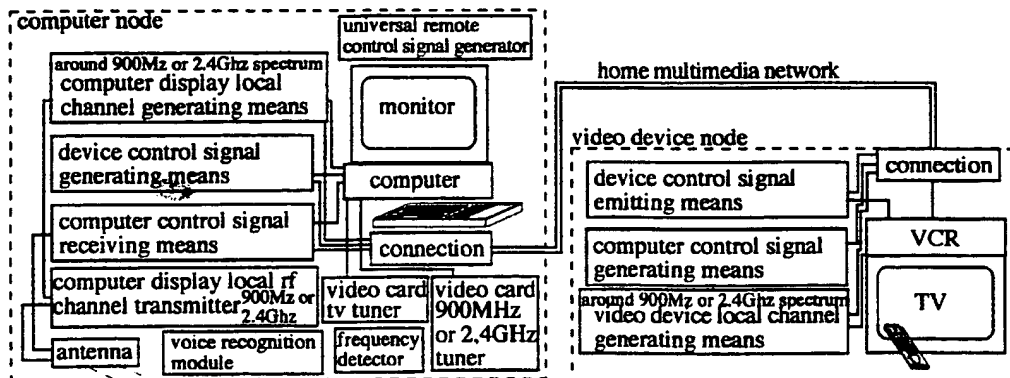 computer node
universal remote
control signal generator
around 900Mz or 2.4Ghz spectrum
computer display local
channel generating means
monitor
home multimedia network
device control signal
generating means
computer
video device node
connection
device control signal
emitting means
computer control signal
receiving means
connection
VCR
computer control signal
generating means
computer display local rf
channel transmitter 900Mz or
2.4Ghz
video card
tv tuner
video card
900MHz
or 2.4GHz
tuner
around 900Mz or 2.4Ghz spectrum
video device local channel
generating means
TV
antenna
voice recognition
module
frequency
detector